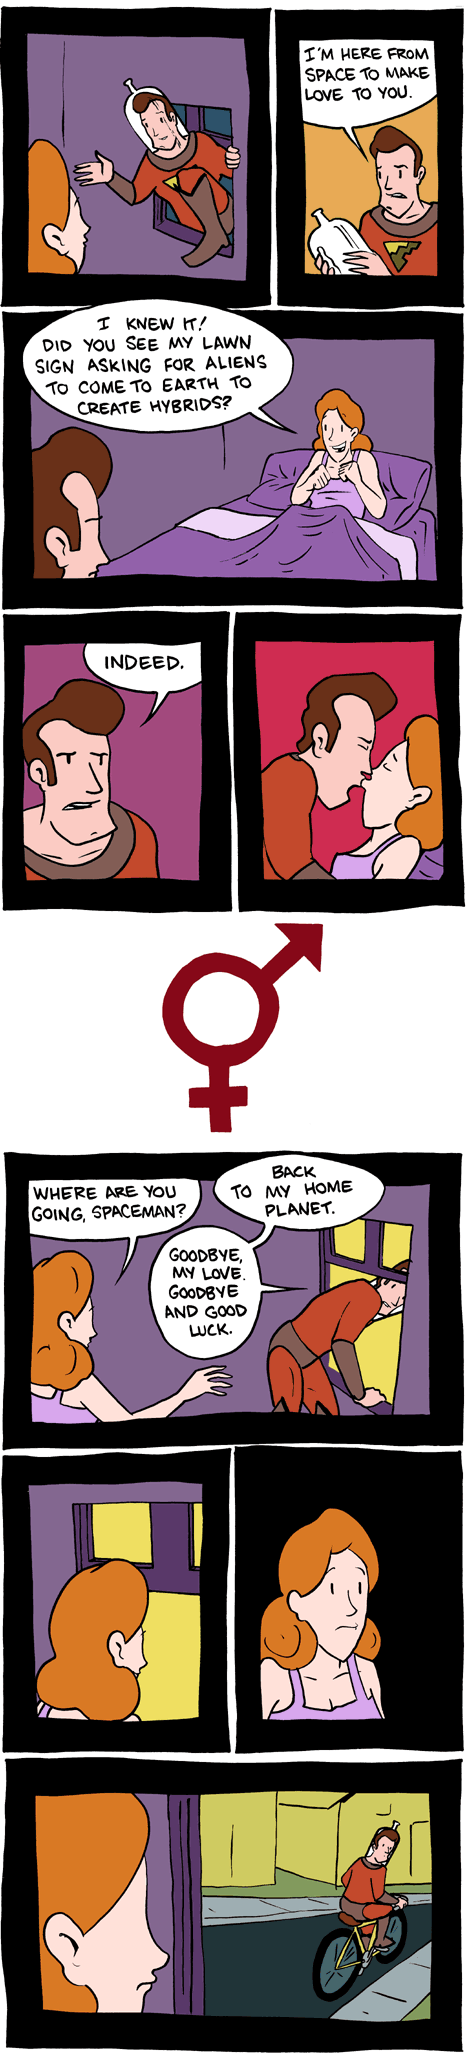 I'M HERE FROM
SPACE TO MAKE
LOVE TO YOU.
I KNEW IT!
DID YOU SEE MY LAWN
SIGN ASKING FOR ALIENS
TO COME TO EARTH TO
CREATE HYBRIDS?
INDEED.
WHERE ARE YOU
GOING, SPACEMAN?
BACK
TO MY HOME
PLANET.
GOODBYE,
MY LOVE.
GOODBYE
AND GOOD
LUCK.